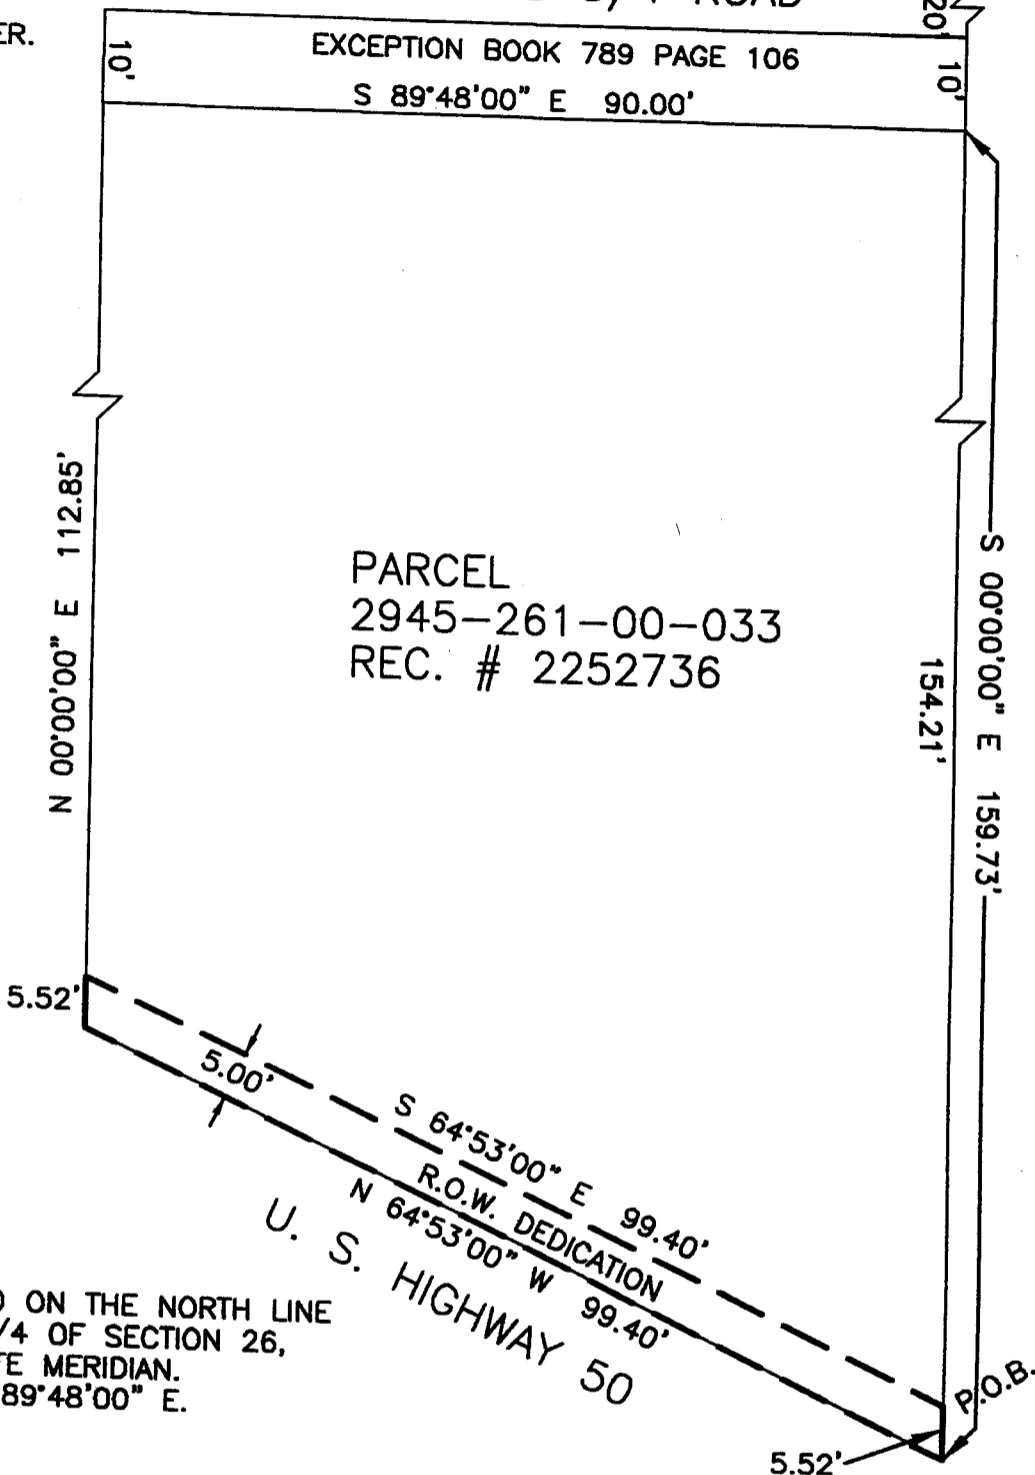 ROAD
ER.
20'
10'
10'
EXCEPTION BOOK 789 PAGE 106
S 89°48'00" E 90.00'
N 00°00'00" E 112.85'
PARCEL
2945-261-00-033
REC. # 2252736
S 00°00'00" E 159.73'
154.21'
5.52'
5.00'
S 64°53'00" E 99.40'
R.O.W. DEDICATION
N 64°53'00" W 99.40'
U. S. HIGHWAY 50
ON THE NORTH LINE
/4 OF SECTION 26,
TE MERIDIAN.
89°48'00" E.
P.O.B.
5.52'